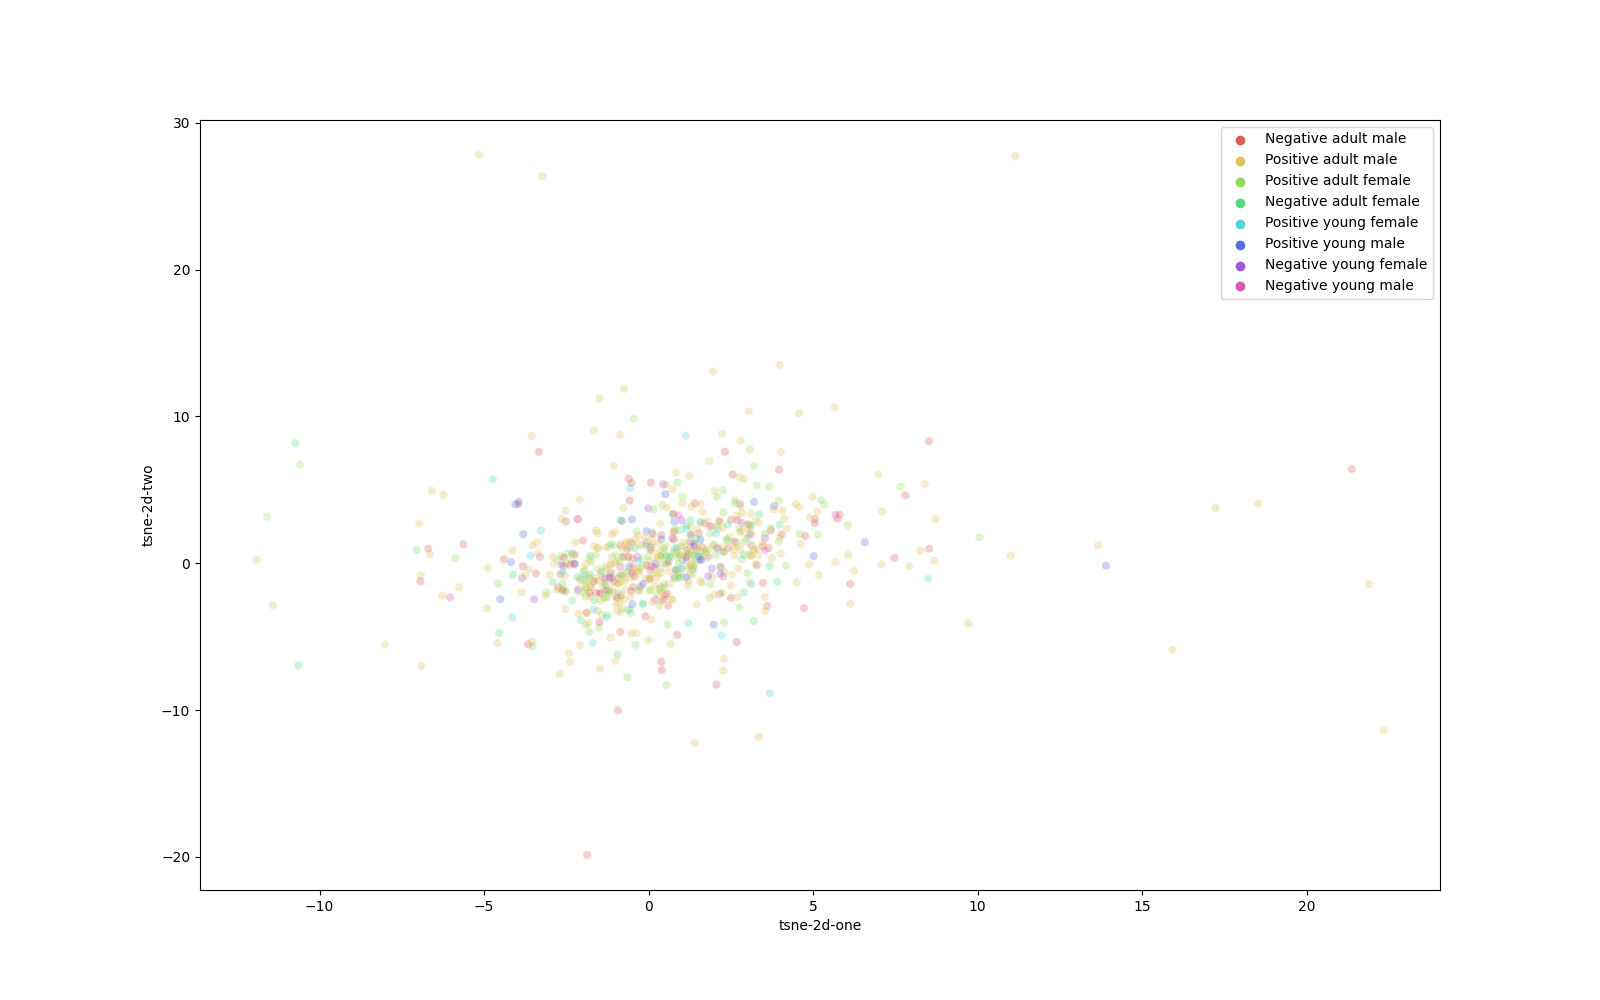 30
20
10
0
−10
−20
tsne-2d-two
−10
−5
0
5
10
15
20
tsne-2d-one
Negative adult male
Positive adult male
Positive adult female
Negative adult female
Positive young female
Positive young male
Negative young female
Negative young male